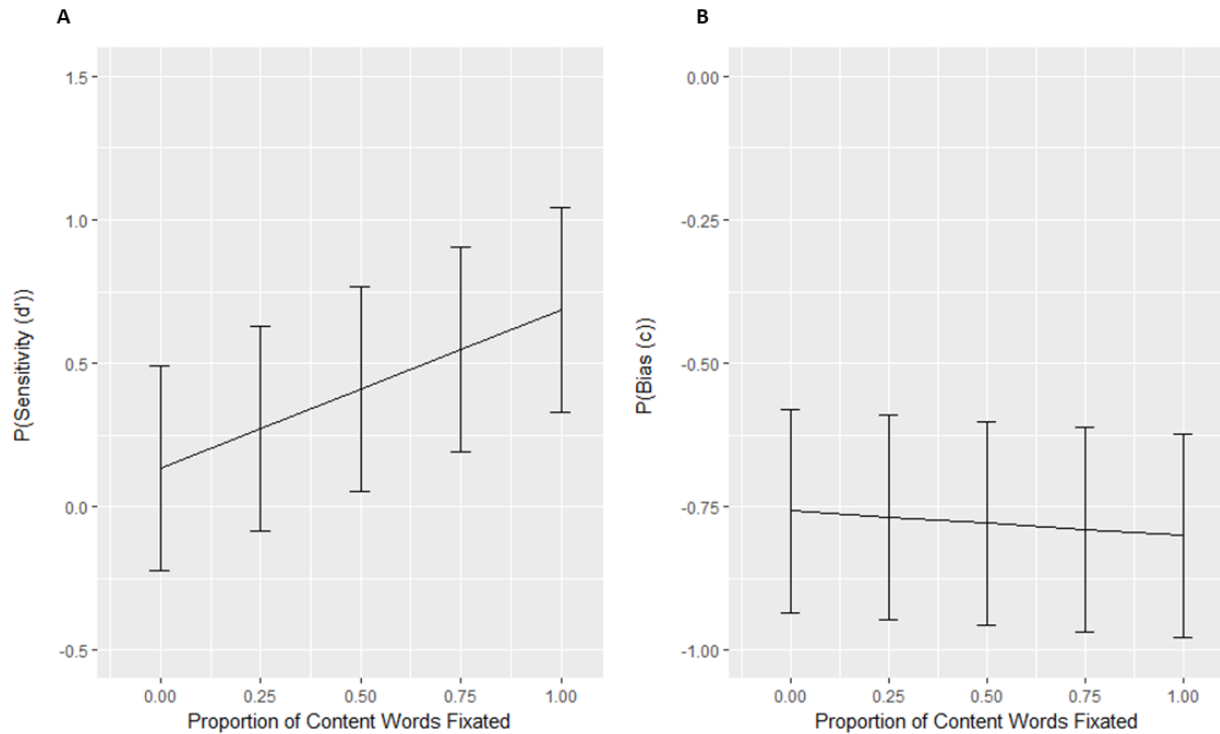 A
P(Sensitivity (d'))
1.5
1.0
0.5
0.0
-0.5
0.00 0.25 0.50 0.75 1.00
Proportion of Content Words Fixated
B
P(Bias (c))
0.00
-0.25
-0.50
-0.75
-1.00
0.00 0.25 0.50 0.75 1.00
Proportion of Content Words Fixated